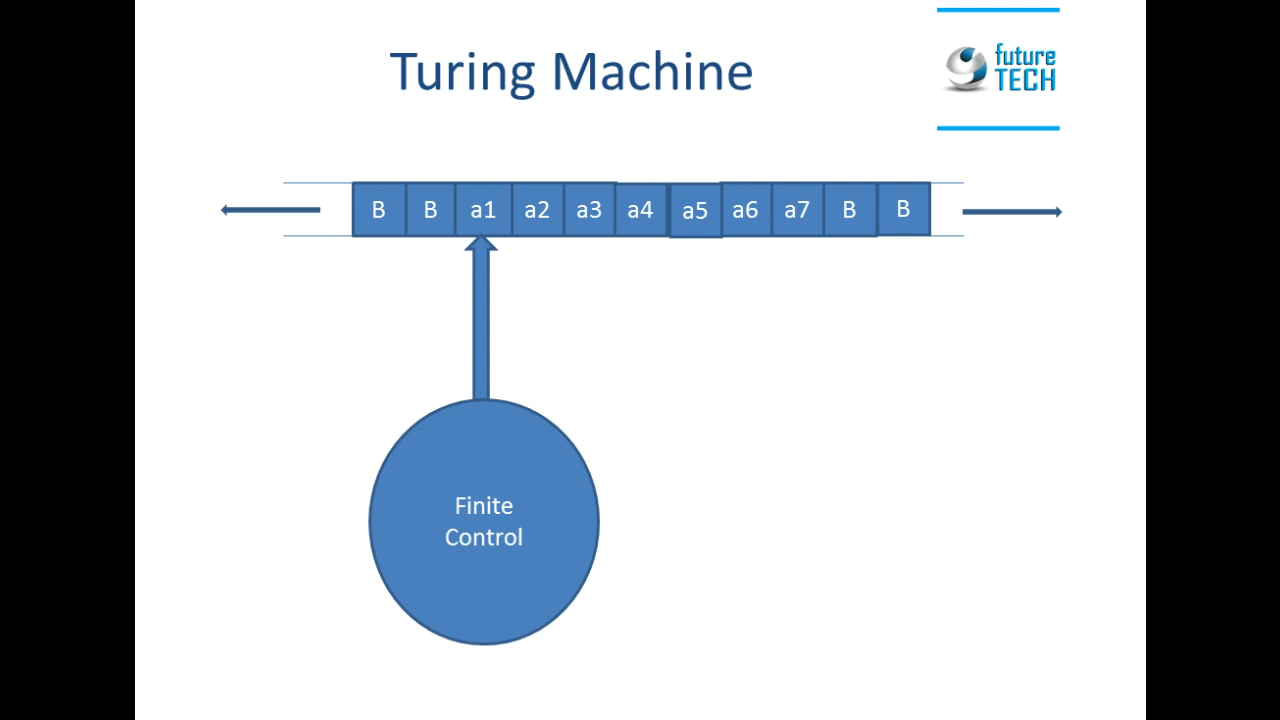 Turing Machine
future
TECH
B B a1 a2 a3 a4 a5 a6 a7 B B
Finite
Control